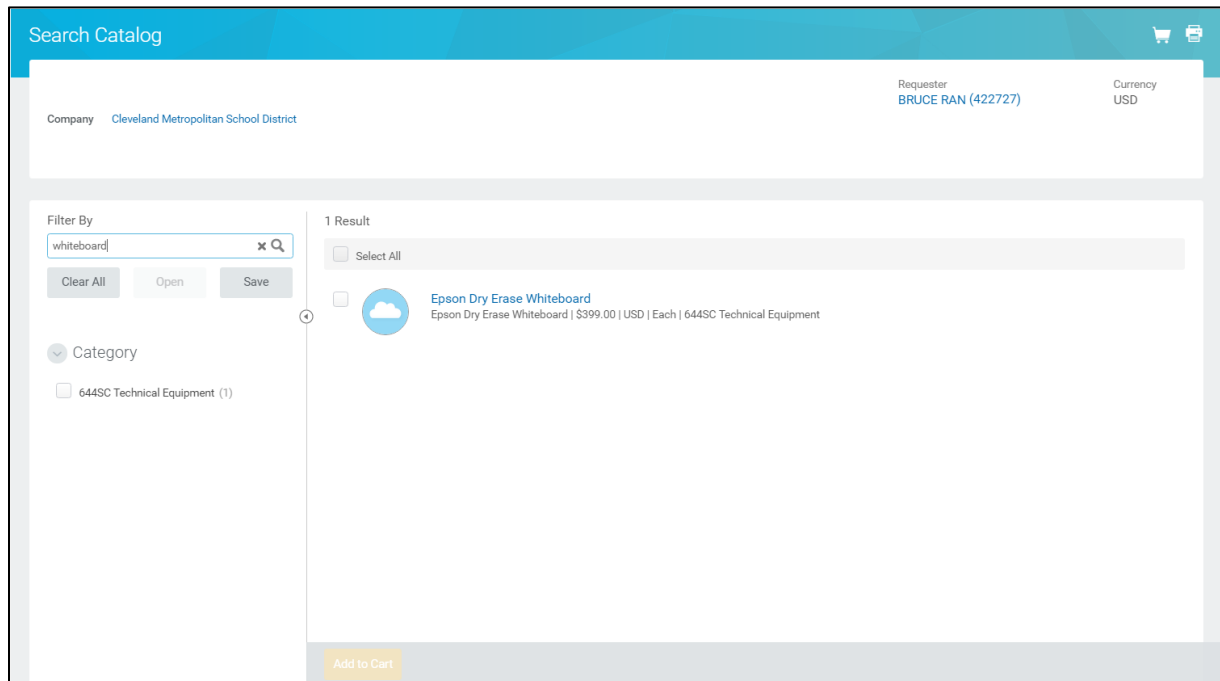 Search Catalog
Requester
BRUCE RAN (422727)
Currency
USD
Company Cleveland Metropolitan School District
Filter By
whiteboard
Clear All Open Save
Category
644SC Technical Equipment (1)
1 Result
Select All
Epson Dry Erase Whiteboard
Epson Dry Erase Whiteboard | $399.00 | USD | Each | 644SC Technical Equipment
Add to Cart